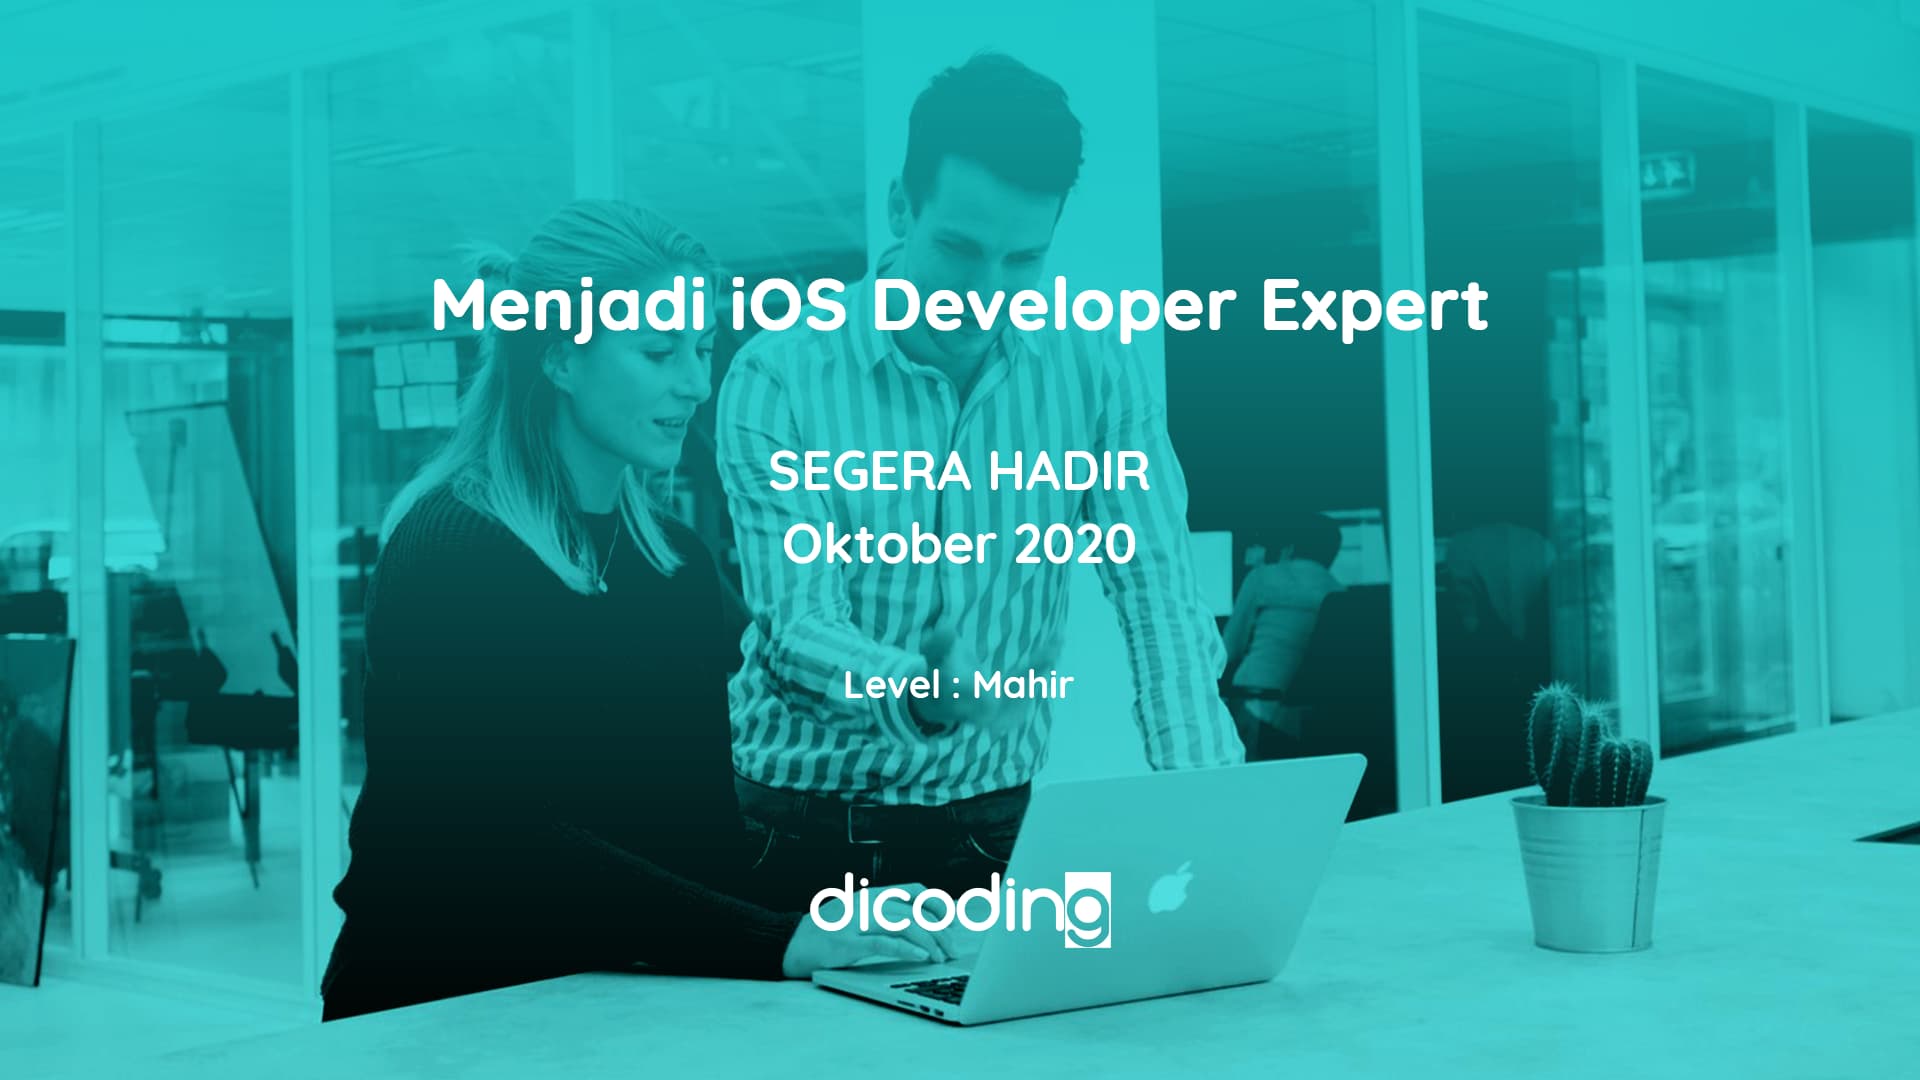 Menjadi iOS Developer Expert
SEGERA HADIR
Oktober 2020
Level : Mahir
dicoding